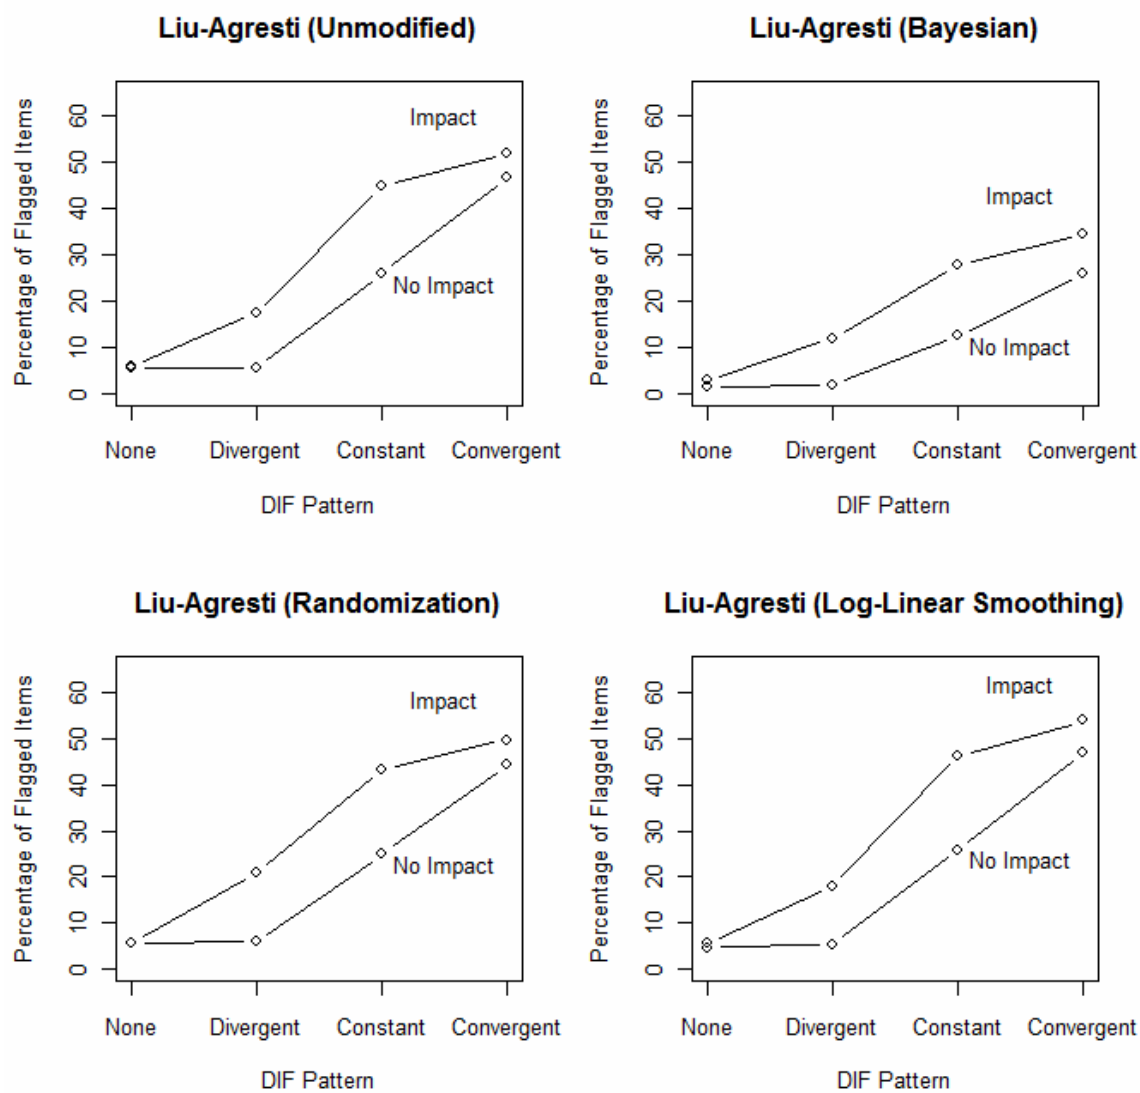 Liu-Agresti (Unmodified)
Percentage of Flagged Items
60
50
40
30
20
10
0
Impact
No Impact
None Divergent Constant Convergent
DIF Pattern
Liu-Agresti (Bayesian)
Percentage of Flagged Items
60
50
40
30
20
10
0
Impact
No Impact
None Divergent Constant Convergent
DIF Pattern
Liu-Agresti (Randomization)
Percentage of Flagged Items
60
50
40
30
20
10
0
Impact
No Impact
None Divergent Constant Convergent
DIF Pattern
Liu-Agresti (Log-Linear Smoothing)
Percentage of Flagged Items
60
50
40
30
20
10
0
Impact
No Impact
None Divergent Constant Convergent
DIF Pattern